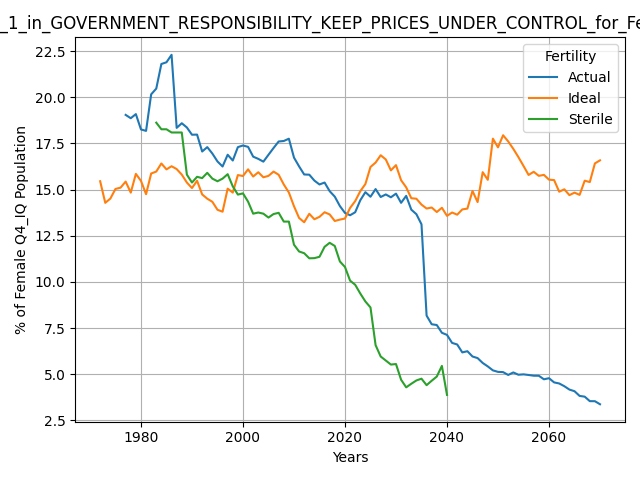 _1_in_GOVERNMENT_RESPONSIBILITY_KEEP_PRICES_UNDER_CONTROL_for_Fe
Fertility
Actual
Ideal
Sterile
% of Female Q4_IQ Population
22.5
20.0
17.5
15.0
12.5
10.0
7.5
5.0
2.5
1980
2000
2020
2040
2060
Years